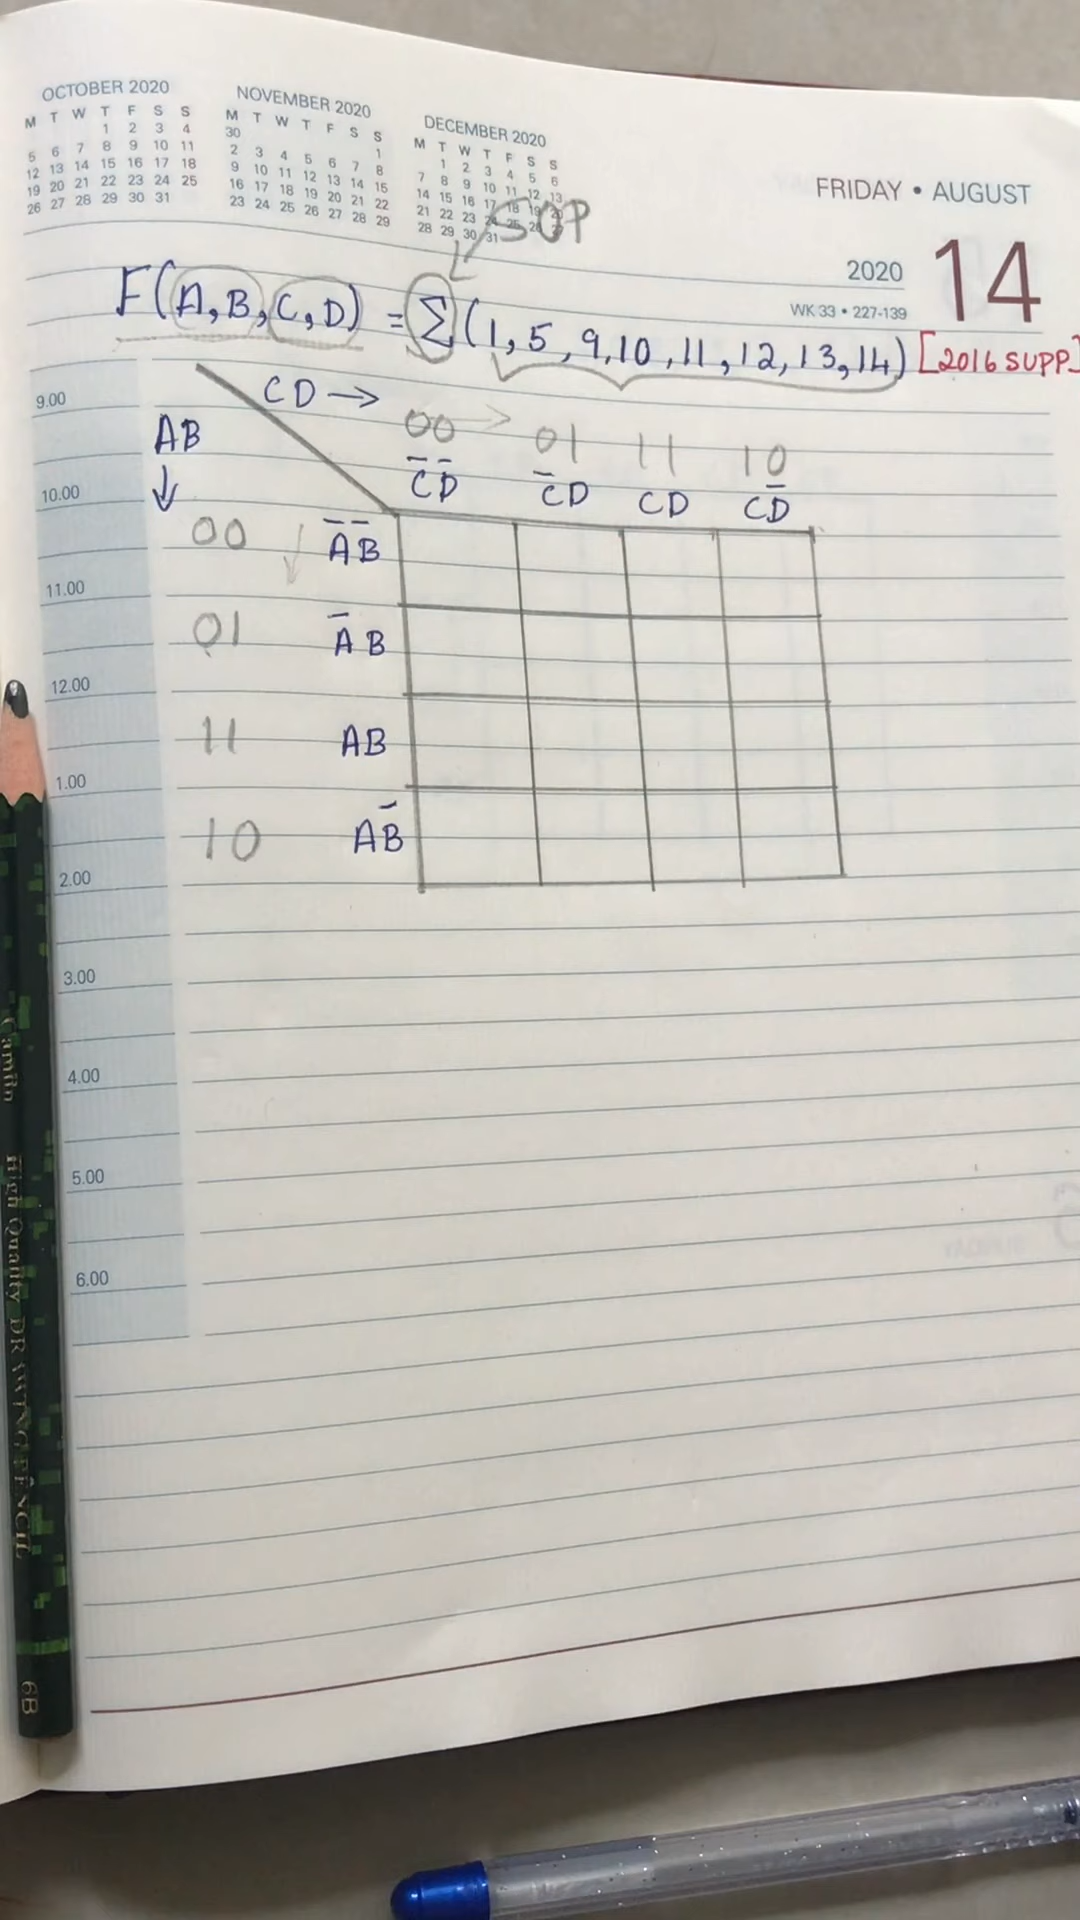 OCTOBER 2020
M T W T F S S
1 2 3 4
5 6 7 8 9 10 11
12 13 14 15 16 17 18
19 20 21 22 23 24 25
26 27 28 29 30 31
NOVEMBER 2020
M T W T F S S
30 1
2 3 4 5 6 7 8
9 10 11 12 13 14 15
16 17 18 19 20 21 22
23 24 25 26 27 28 29
DECEMBER 2020
M T W T F S S
1 2 3 4 5 6
7 8 9 10 11 12 13
14 15 16 17 18 19 20
21 22 23 24 25 26 27
28 29 30 31
FRIDAY • AUGUST
2020 14
WK 33 • 227-139
SOP
F(A,B,C,D) = Σ(1,5,9,10,11,12,13,14) [2016 SUPP]
CD →
AB ↓
00 01 11 10
C̅D̅ C̅D CD CD̅
00 A̅B̅
01 A̅B
11 AB
10 AB̅
9.00
10.00
11.00
12.00
1.00
2.00
3.00
4.00
5.00
6.00
Camlin High Quality DRAWING PENCIL 6B